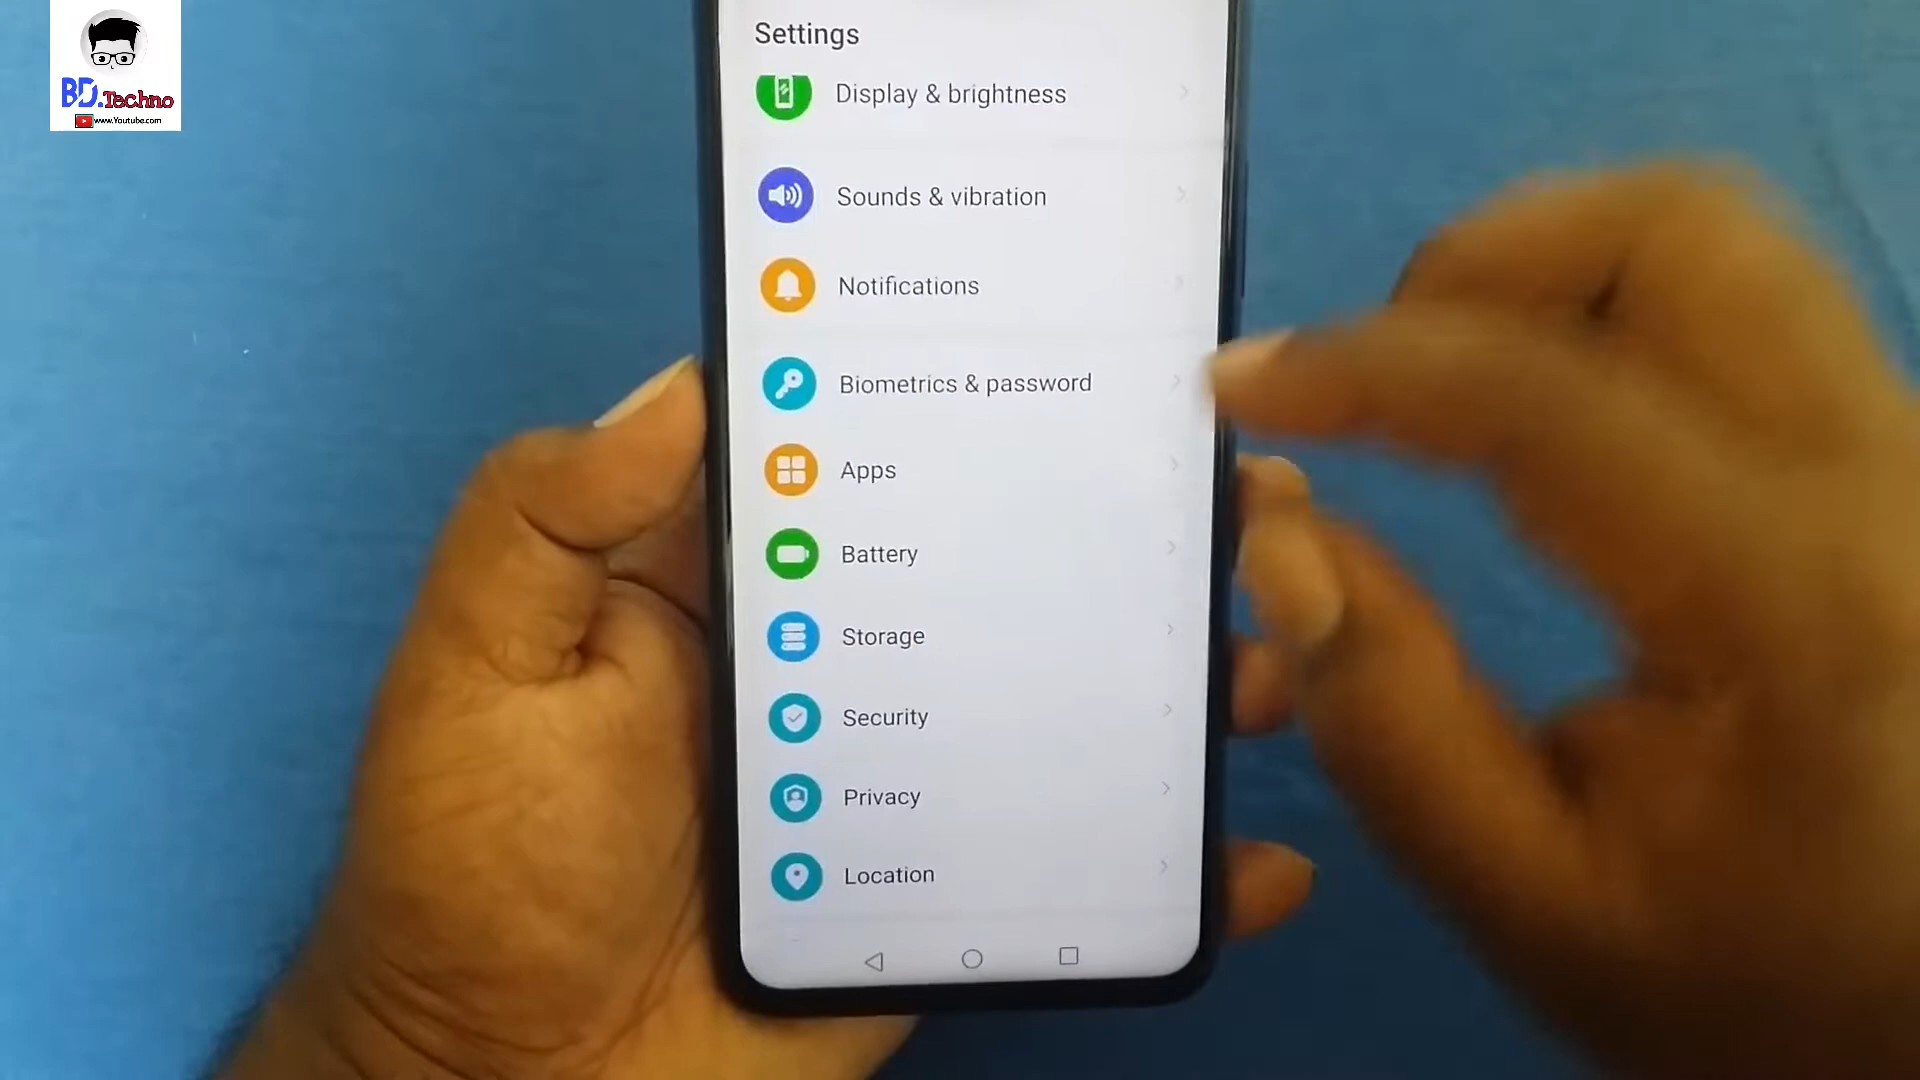 BD.Techno
www.Youtube.com
Settings
Display & brightness
Sounds & vibration
Notifications
Biometrics & password
Apps
Battery
Storage
Security
Privacy
Location